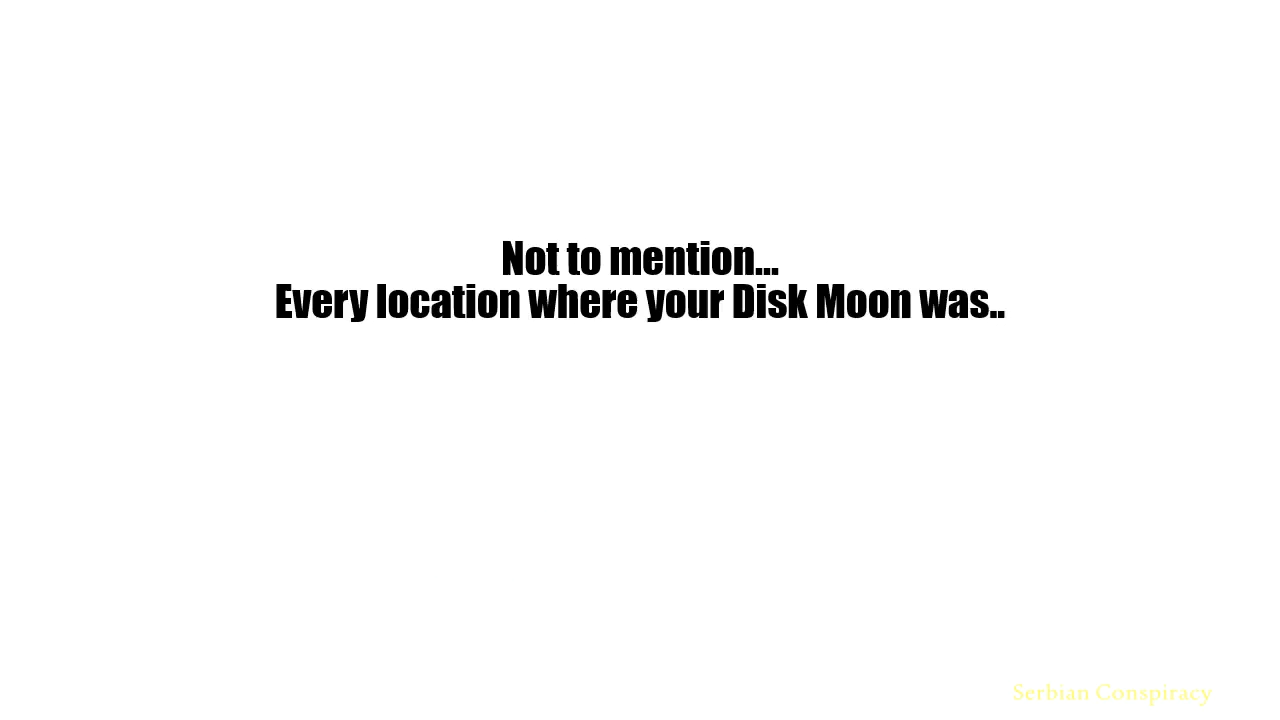 Not to mention...
Every location where your Disk Moon was..
Serbian Conspiracy